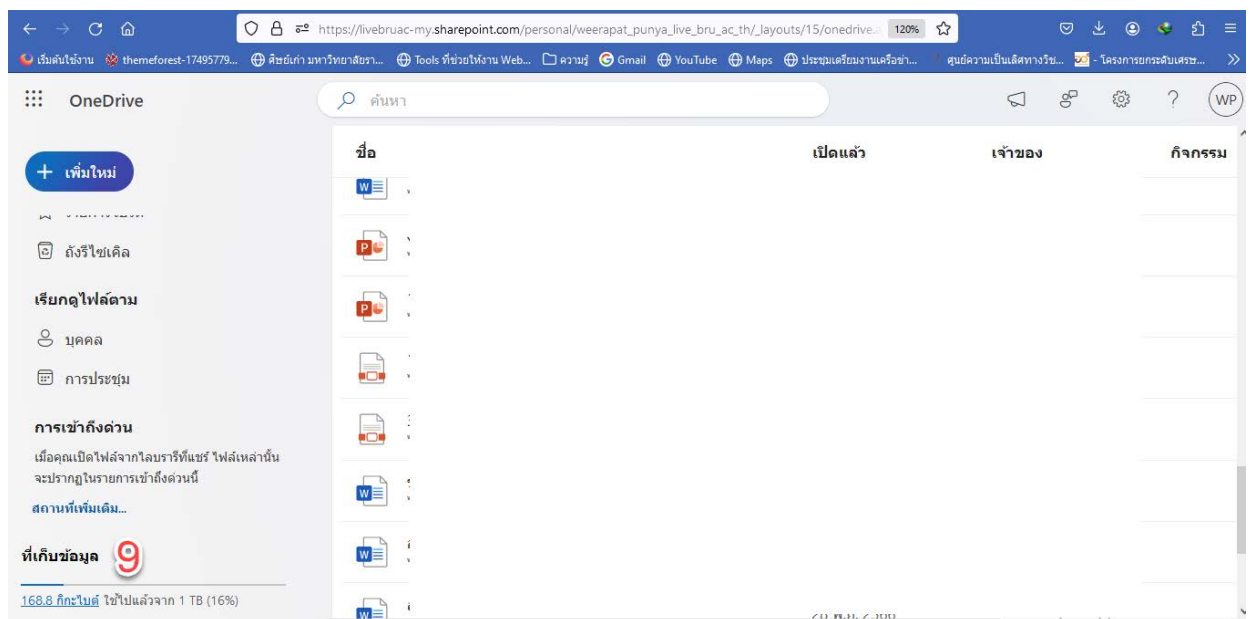 https://livebruac-my.sharepoint.com/personal/weerapat_punya_live_bru_ac_th/_layouts/15/onedrive.a 120%
เริ่มต้นใช้งาน themeforest-17495779... ศิษย์เก่า มหาวิทยาลัยรา... Tools ที่ช่วยให้งาน Web... ความรู้ Gmail YouTube Maps ประชุมเตรียมงานเครือข่า... ศูนย์ความเป็นเลิศทางวิช... - โครงการยกระดับเศรษ...
OneDrive
ค้นหา
WP
+ เพิ่มใหม่
ชื่อ เปิดแล้ว เจ้าของ กิจกรรม
ถังรีไซเคิล
เรียกดูไฟล์ตาม
บุคคล
การประชุม
การเข้าถึงด่วน
เมื่อคุณเปิดไฟล์จากไลบรารีที่แชร์ ไฟล์เหล่านั้น
จะปรากฏในรายการเข้าถึงด่วนนี้
สถานที่เพิ่มเติม...
ที่เก็บข้อมูล 9
168.8 กิกะไบต์ ใช้ไปแล้วจาก 1 TB (16%)